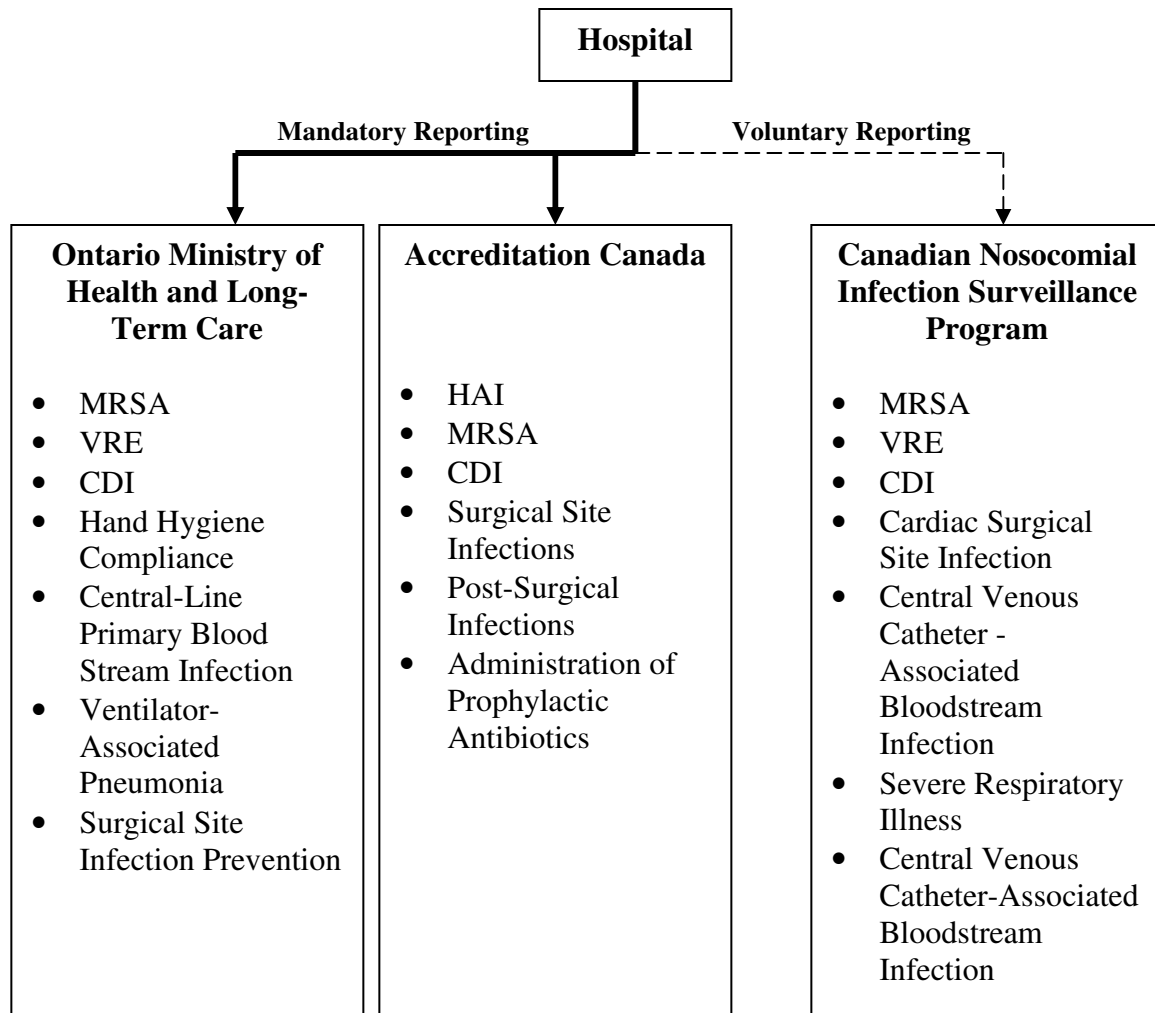 Hospital
Mandatory Reporting
Voluntary Reporting
Ontario Ministry of
Health and Long-
Term Care
• MRSA
• VRE
• CDI
• Hand Hygiene
Compliance
• Central-Line
Primary Blood
Stream Infection
• Ventilator-
Associated
Pneumonia
• Surgical Site
Infection Prevention
Accreditation Canada
• HAI
• MRSA
• CDI
• Surgical Site
Infections
• Post-Surgical
Infections
• Administration of
Prophylactic
Antibiotics
Canadian Nosocomial
Infection Surveillance
Program
• MRSA
• VRE
• CDI
• Cardiac Surgical
Site Infection
• Central Venous
Catheter -
Associated
Bloodstream
Infection
• Severe Respiratory
Illness
• Central Venous
Catheter-Associated
Bloodstream
Infection